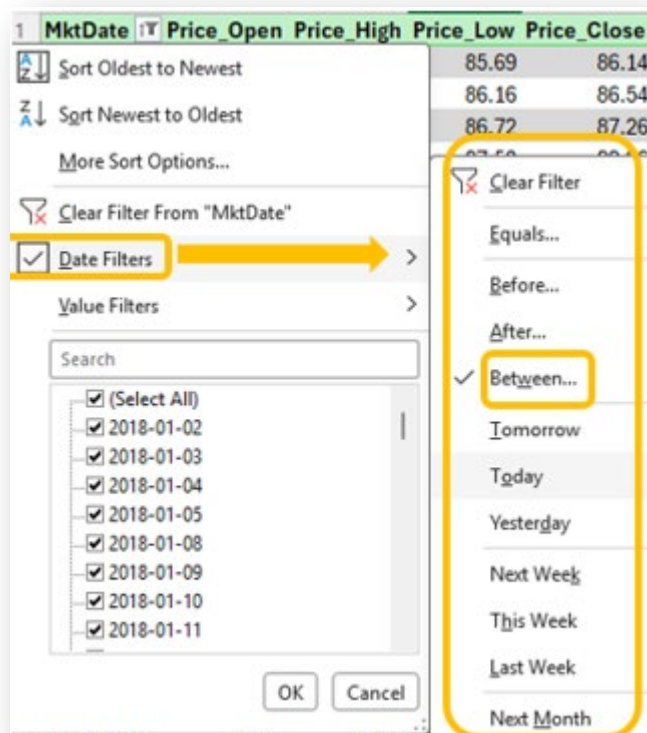 1 MktDate Price_Open Price_High Price_Low Price_Close
85.69 86.14
86.16 86.54
86.72 87.26
Sort Oldest to Newest
Sort Newest to Oldest
More Sort Options...
Clear Filter From "MktDate"
Date Filters
Value Filters
Search
(Select All)
2018-01-02
2018-01-03
2018-01-04
2018-01-05
2018-01-08
2018-01-09
2018-01-10
2018-01-11
OK Cancel
Clear Filter
Equals...
Before...
After...
Between...
Tomorrow
Today
Yesterday
Next Week
This Week
Last Week
Next Month